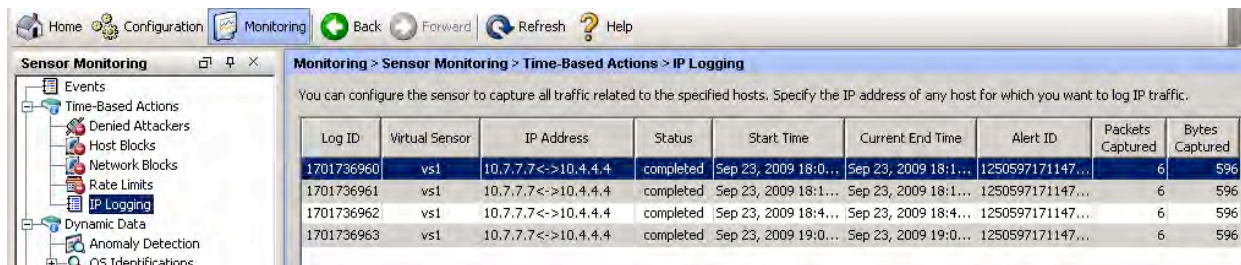 Home Configuration Monitoring Back Forward Refresh Help
Sensor Monitoring
Events
Time-Based Actions
Denied Attackers
Host Blocks
Network Blocks
Rate Limits
IP Logging
Dynamic Data
Anomaly Detection
OS Identifications
Monitoring > Sensor Monitoring > Time-Based Actions > IP Logging
You can configure the sensor to capture all traffic related to the specified hosts. Specify the IP address of any host for which you want to log IP traffic.
Log ID Virtual Sensor IP Address Status Start Time Current End Time Alert ID Packets Captured Bytes Captured
1701736960 vs1 10.7.7.7<->10.4.4.4 completed Sep 23, 2009 18:0... Sep 23, 2009 18:1... 1250597171147... 6 596
1701736961 vs1 10.7.7.7<->10.4.4.4 completed Sep 23, 2009 18:1... Sep 23, 2009 18:1... 1250597171147... 6 596
1701736962 vs1 10.7.7.7<->10.4.4.4 completed Sep 23, 2009 18:4... Sep 23, 2009 18:4... 1250597171147... 6 596
1701736963 vs1 10.7.7.7<->10.4.4.4 completed Sep 23, 2009 19:0... Sep 23, 2009 19:0... 1250597171147... 6 596